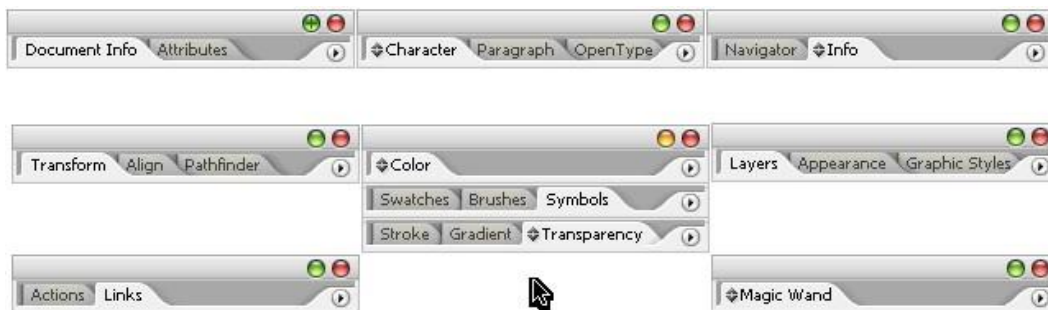 Document Info Attributes
Character Paragraph OpenType
Navigator Info
Transform Align Pathfinder
Color
Layers Appearance Graphic Styles
Swatches Brushes Symbols
Stroke Gradient Transparency
Actions Links
Magic Wand